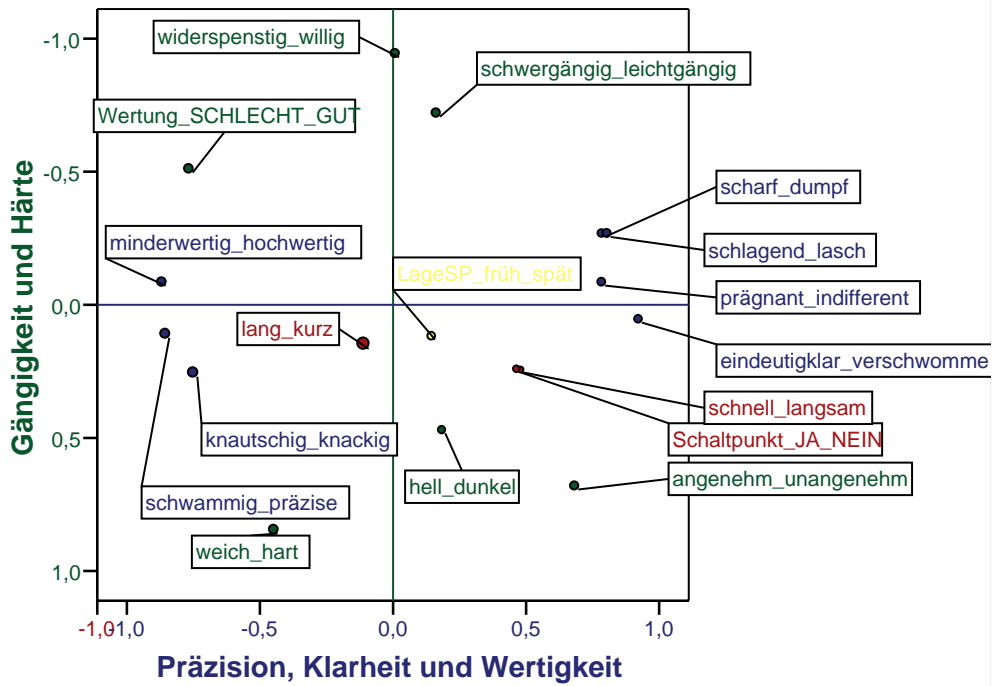 -1,0
widerspenstig_willig
schwergängig_leichtgängig
Wertung_SCHLECHT_GUT
-0,5
scharf_dumpf
minderwertig_hochwertig
schlagend_lasch
LageSP_früh_spät
prägnant_indifferent
0,0
lang_kurz
eindeutigklar_verschwomme
schnell_langsam
knautschig_knackig
Schaltpunkt_JA_NEIN
0,5
hell_dunkel
angenehm_unangenehm
schwammig_präzise
weich_hart
1,0
Gängigkeit und Härte
-1,0
-1,0
-0,5
0,0
0,5
1,0
Präzision, Klarheit und Wertigkeit